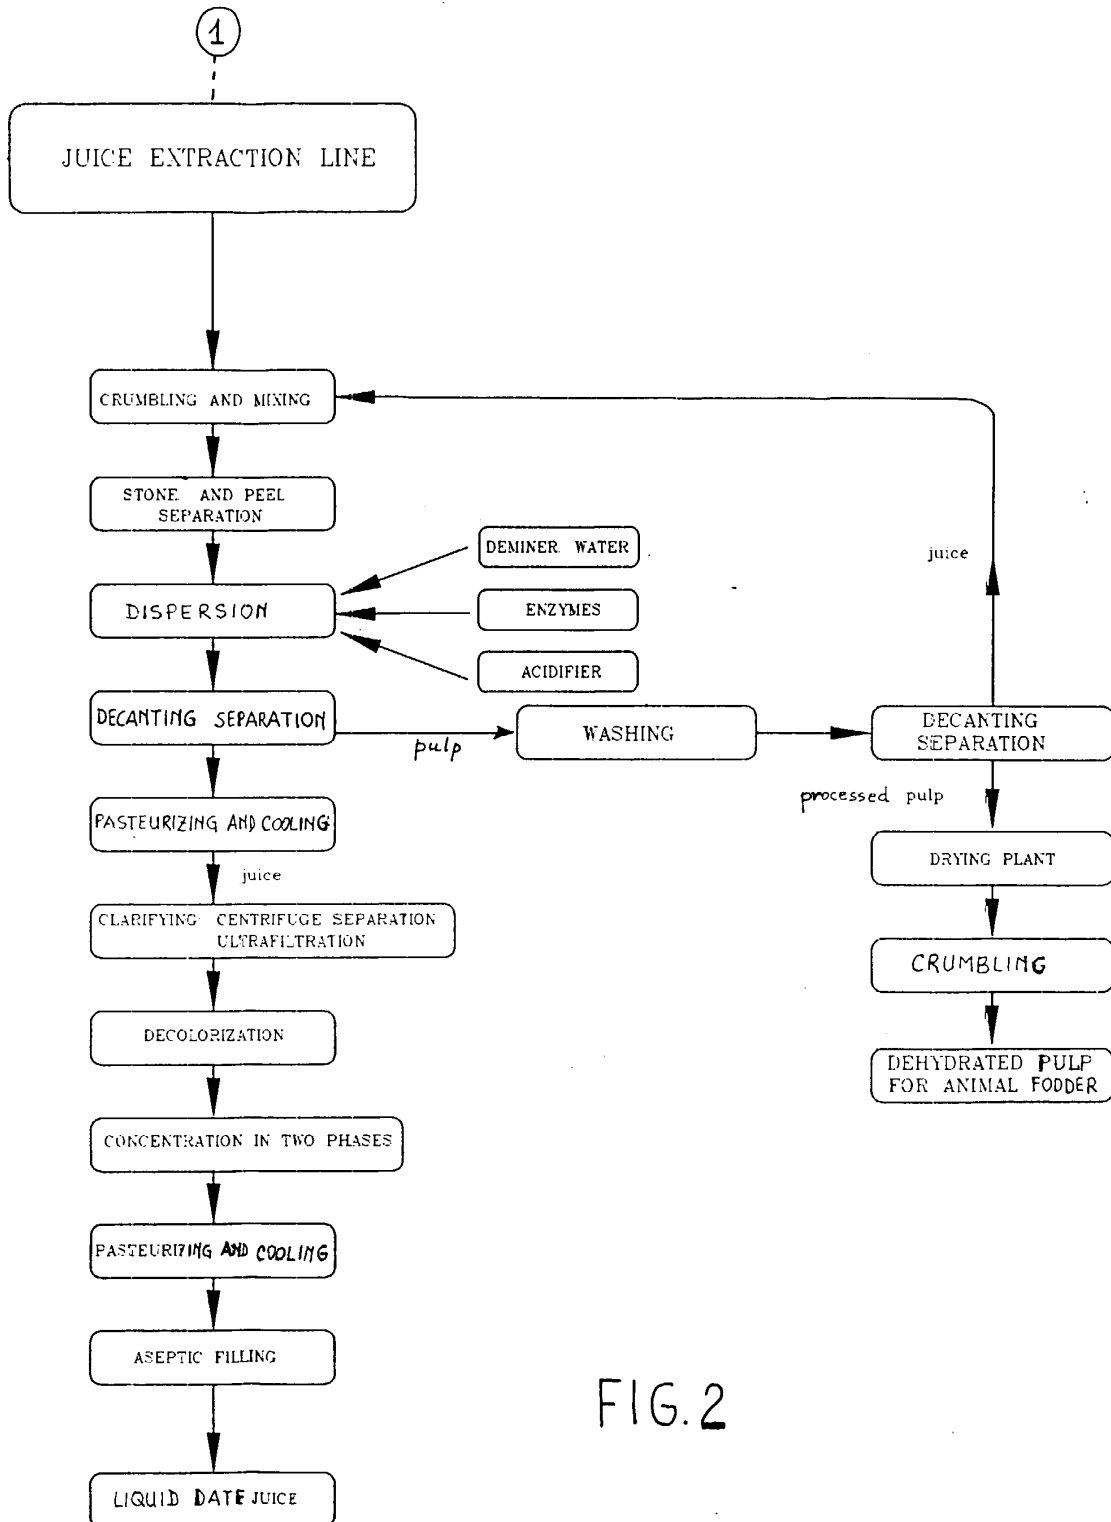 1
JUICE EXTRACTION LINE
CRUMBLING AND MIXING
STONE AND PEEL
SEPARATION
DEMINER. WATER
juice
DISPERSION
ENZYMES
ACIDIFIER
DECANTING SEPARATION
pulp
WASHING
DECANTING
SEPARATION
processed pulp
PASTEURIZING AND COOLING
juice
DRYING PLANT
CLARIFYING CENTRIFUGE SEPARATION
ULTRAFILTRATION
CRUMBLING
DECOLORIZATION
DEHYDRATED PULP
FOR ANIMAL FODDER
CONCENTRATION IN TWO PHASES
PASTEURIZING AND COOLING
ASEPTIC FILLING
FIG. 2
LIQUID DATE JUICE